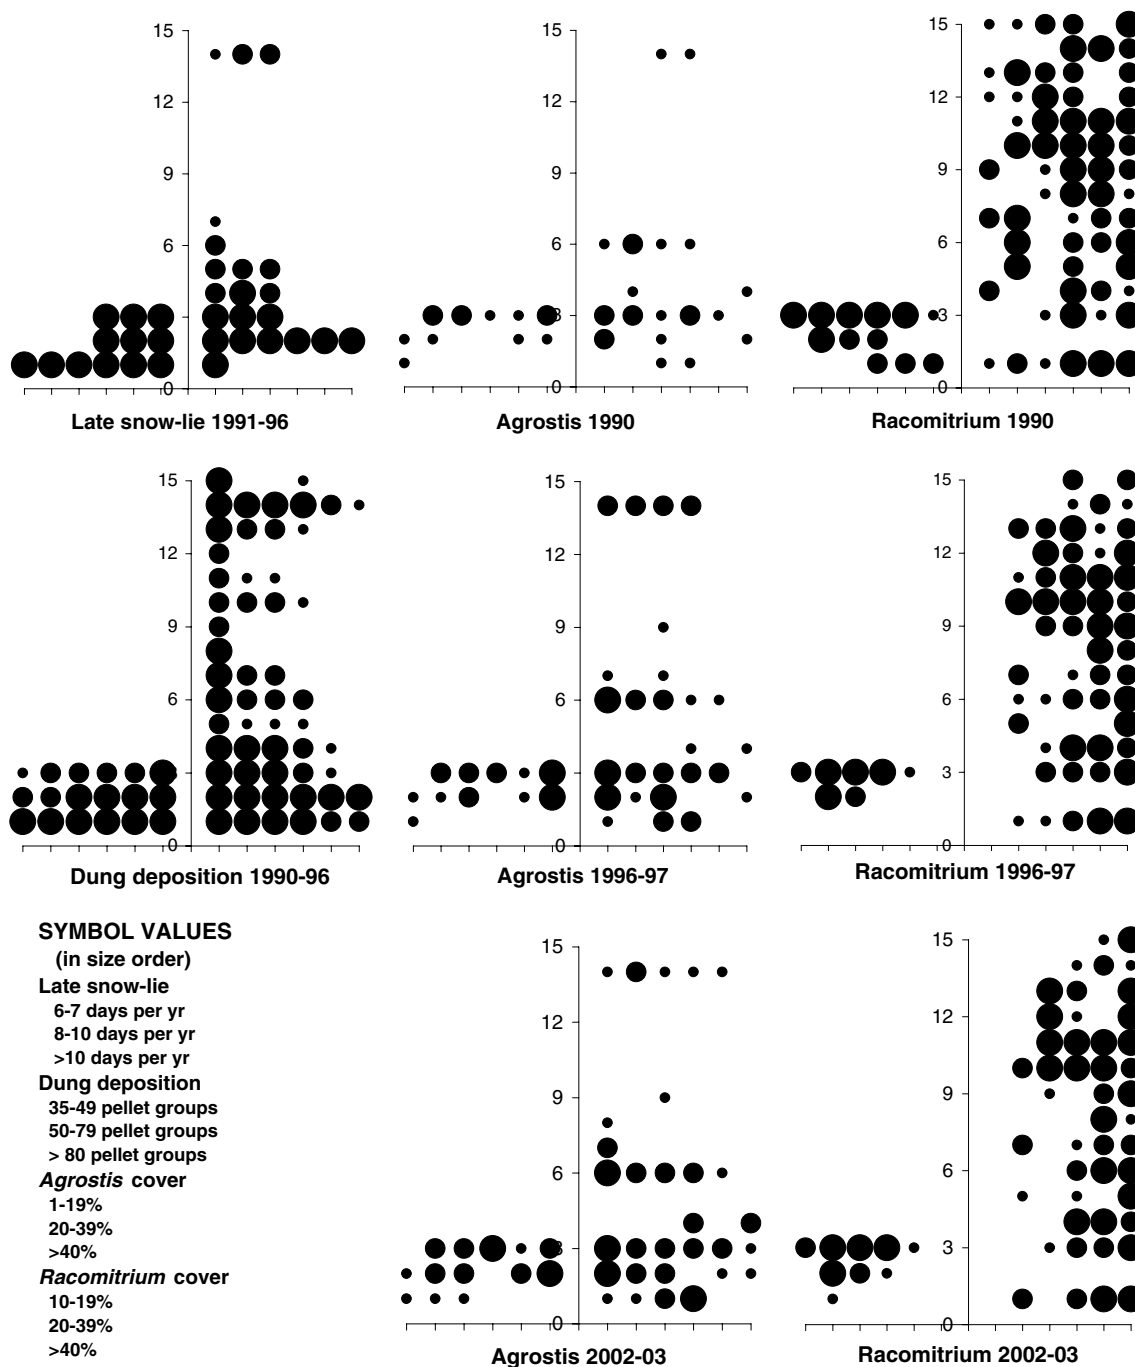 15
12
9
6
3
0
Late snow-lie 1991-96
15
12
9
6
3
0
Agrostis 1990
15
12
9
6
3
0
Racomitrium 1990
15
12
9
6
3
0
Dung deposition 1990-96
15
12
9
6
3
0
Agrostis 1996-97
15
12
9
6
3
0
Racomitrium 1996-97
SYMBOL VALUES
(in size order)
Late snow-lie
6-7 days per yr
8-10 days per yr
>10 days per yr
Dung deposition
35-49 pellet groups
50-79 pellet groups
> 80 pellet groups
Agrostis cover
1-19%
20-39%
>40%
Racomitrium cover
10-19%
20-39%
>40%
15
12
9
6
3
0
Agrostis 2002-03
15
12
9
6
3
0
Racomitrium 2002-03